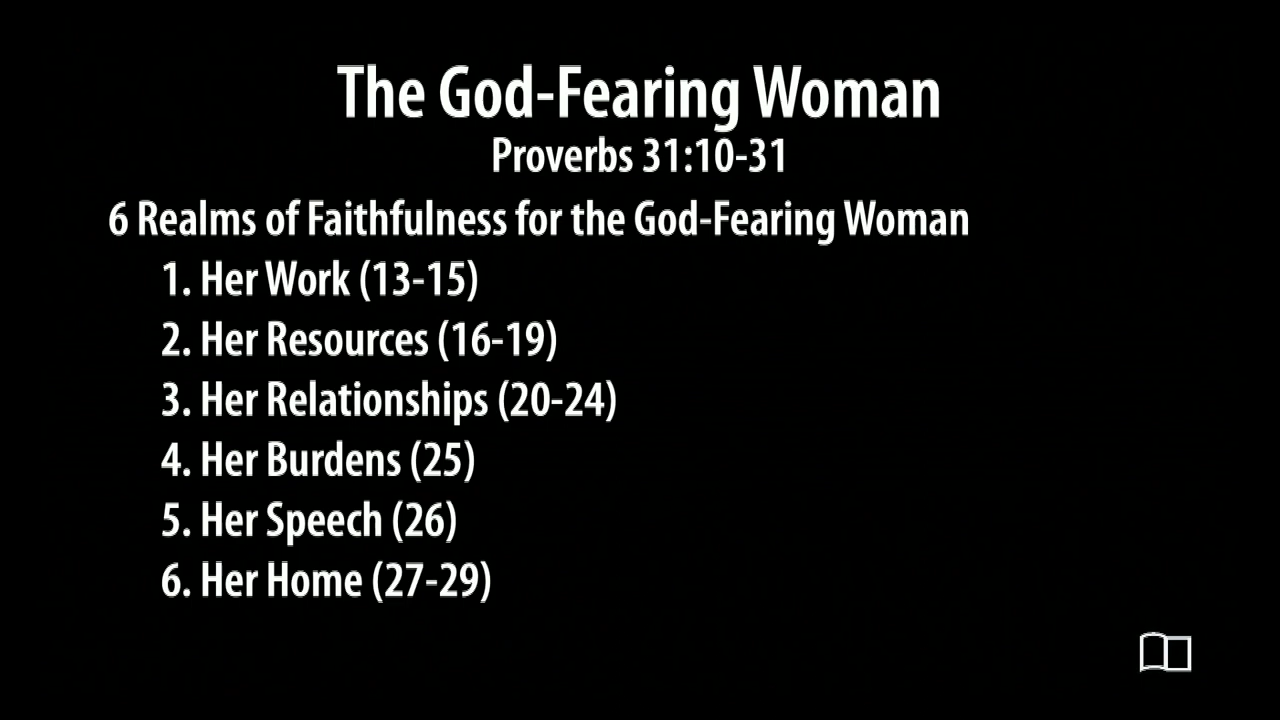 The God-Fearing Woman
Proverbs 31:10-31
6 Realms of Faithfulness for the God-Fearing Woman
1. Her Work (13-15)
2. Her Resources (16-19)
3. Her Relationships (20-24)
4. Her Burdens (25)
5. Her Speech (26)
6. Her Home (27-29)